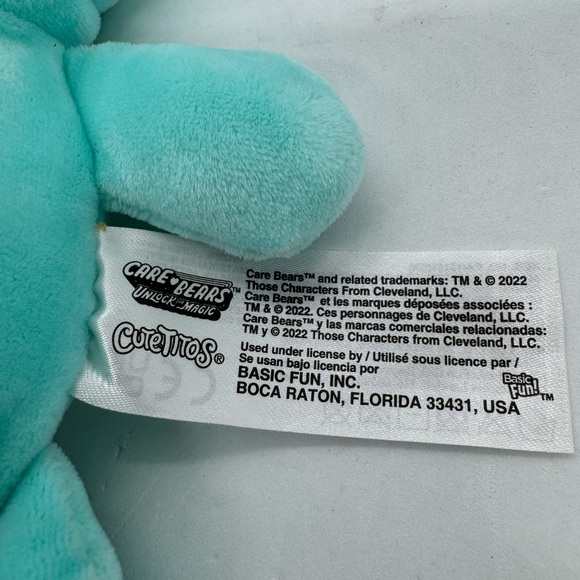 CARE BEARS™
UNLOCK THE MAGIC
CUTETITOS®
Care Bears™ and related trademarks: TM & © 2022
Those Characters From Cleveland, LLC.
Care Bears™ et les marques déposées associées :
TM & © 2022. Ces personnages de Cleveland, LLC.
Care Bears™ y las marcas comerciales relacionadas:
TM y © 2022 Those Characters from Cleveland, LLC.
Used under license by / Utilisé sous licence par /
Se usan bajo licencia por
BASIC FUN, INC.
BOCA RATON, FLORIDA 33431, USA
Basic
Fun!™